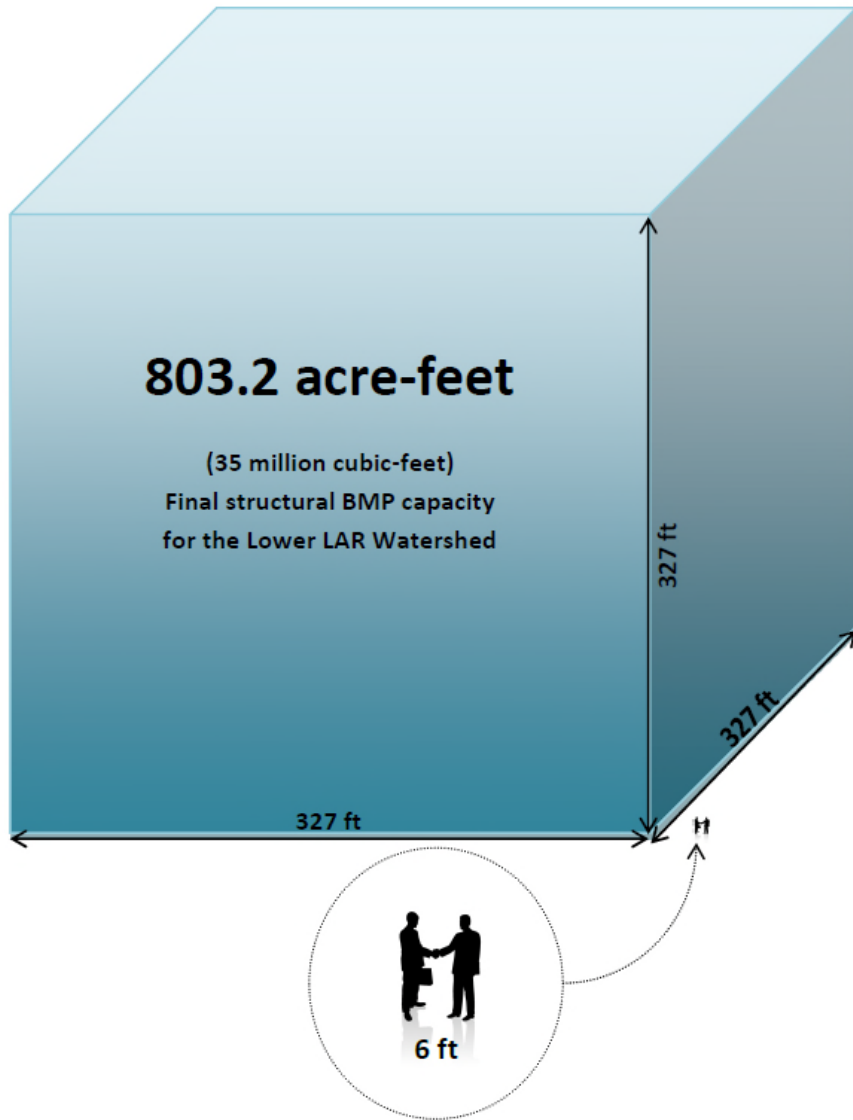 803.2 acre-feet
(35 million cubic-feet)
Final structural BMP capacity
for the Lower LAR Watershed
327 ft
327 ft
327 ft
6 ft